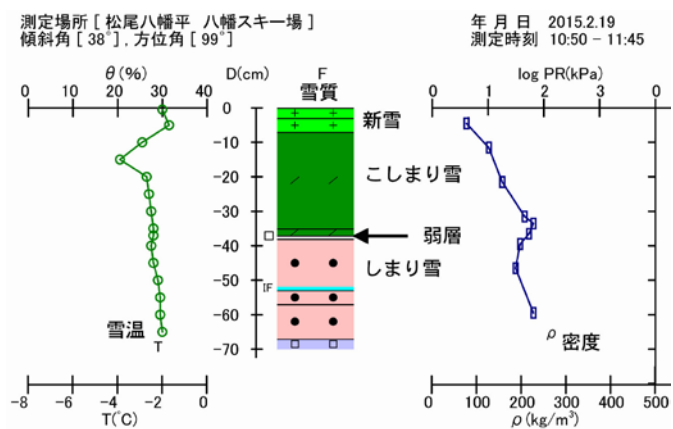 測定場所 [ 松尾八幡平 八幡スキー場 ]
年 月 日 2015.2.19
傾斜角 [ 38° ] , 方位角 [ 99° ]
測定時刻 10:50 - 11:45
θ (%)
D(cm)
F
雪質
log PR(kPa)
0 10 20 30 40
0 1 2 3 0
0
-10
-20
-30
-40
-50
-60
-70
新雪
こしまり雪
弱層
しまり雪
IF
雪温
T
ρ 密度
-8 -6 -4 -2 0
T(°C)
0 100 200 300 400 500
ρ (kg/m³)